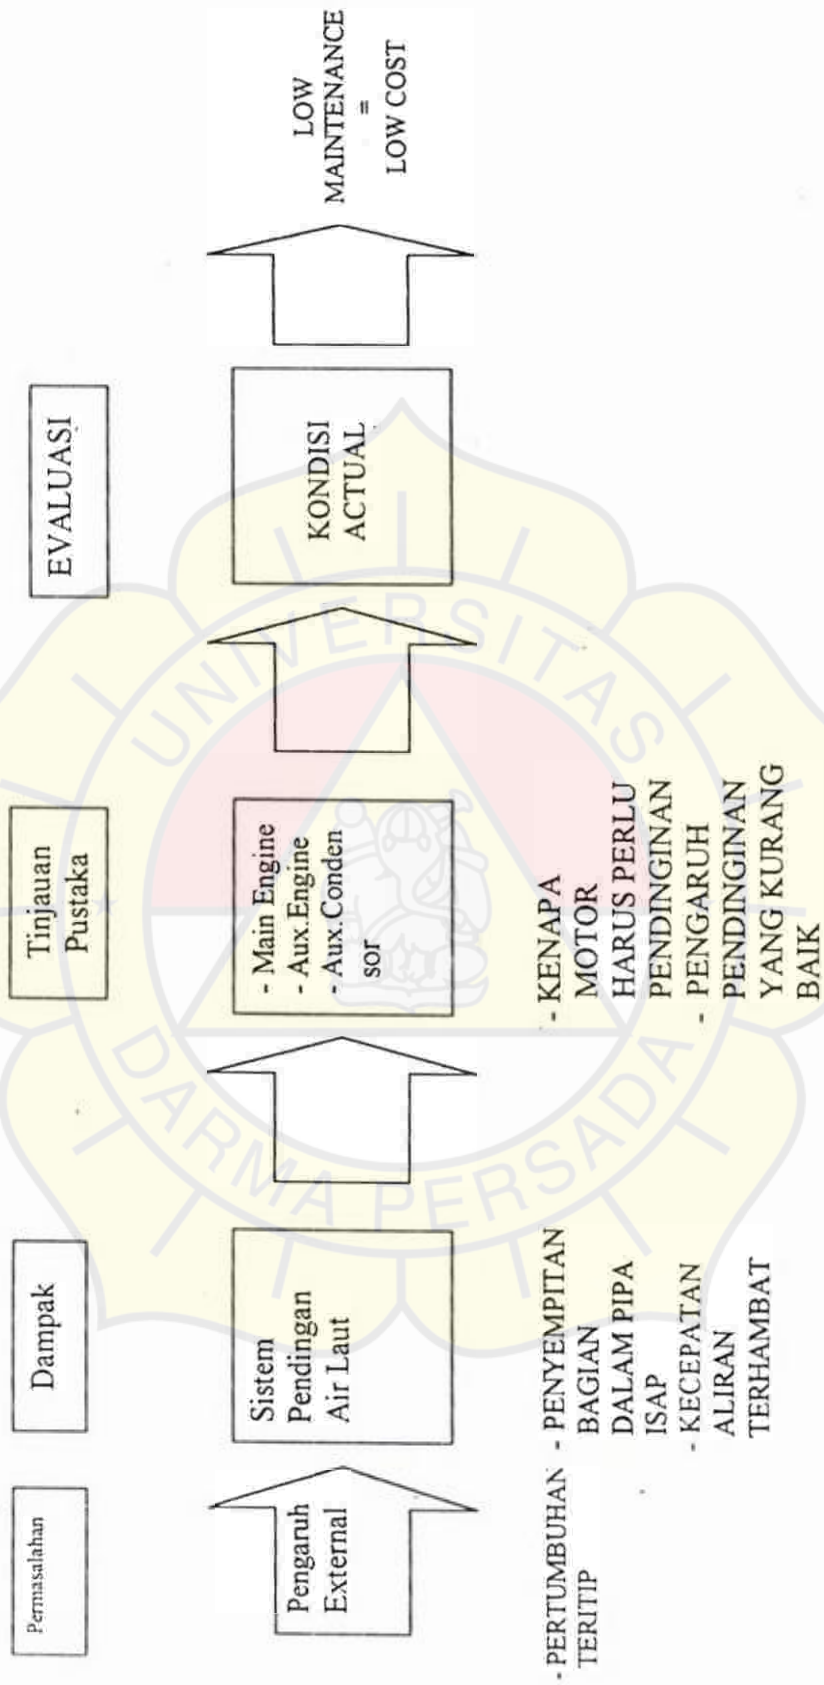 Permasalahan
Dampak
Tinjauan
Pustaka
EVALUASI
Pengaruh
External
Sistem
Pendingan
Air Laut
- Main Engine
- Aux.Engine
- Aux.Conden
sor
KONDISI
ACTUAL
LOW
MAINTENANCE
=
LOW COST
- PERTUMBUHAN
TERITIP
- PENYEMPITAN
BAGIAN
DALAM PIPA
ISAP
- KECEPATAN
ALIRAN
TERHAMBAT
- KENAPA
MOTOR
HARUS PERLU
PENDINGINAN
- PENGARUH
PENDINGINAN
YANG KURANG
BAIK
UNIVERSITAS
DARMA PERSADA